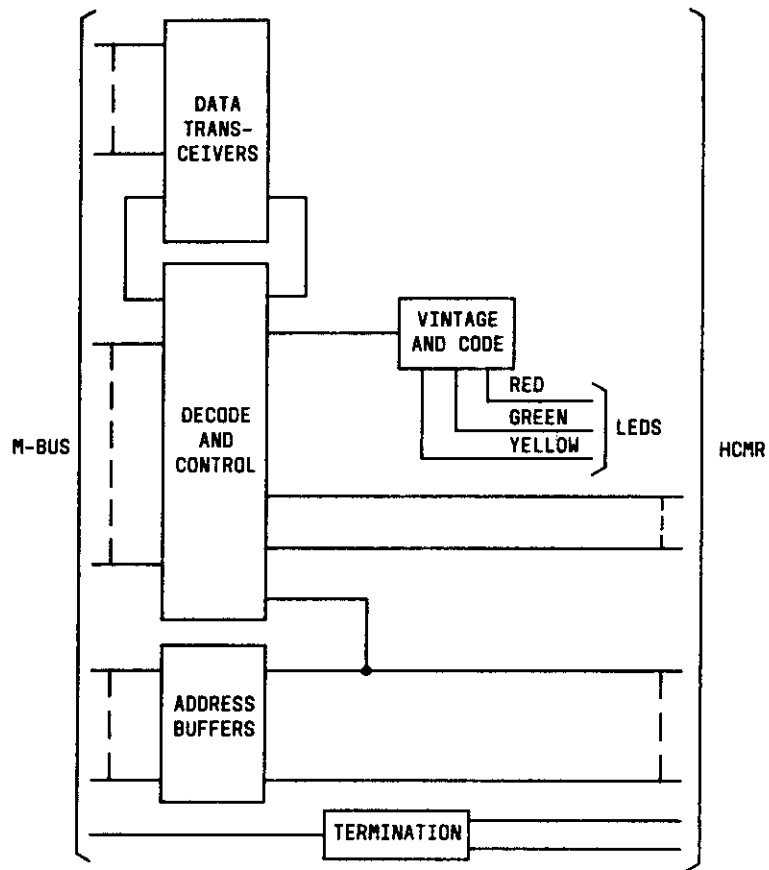 DATA
TRANS-
CEIVERS
VINTAGE
AND CODE
RED
GREEN
YELLOW
LEDS
DECODE
AND
CONTROL
M-BUS
HCMR
ADDRESS
BUFFERS
TERMINATION